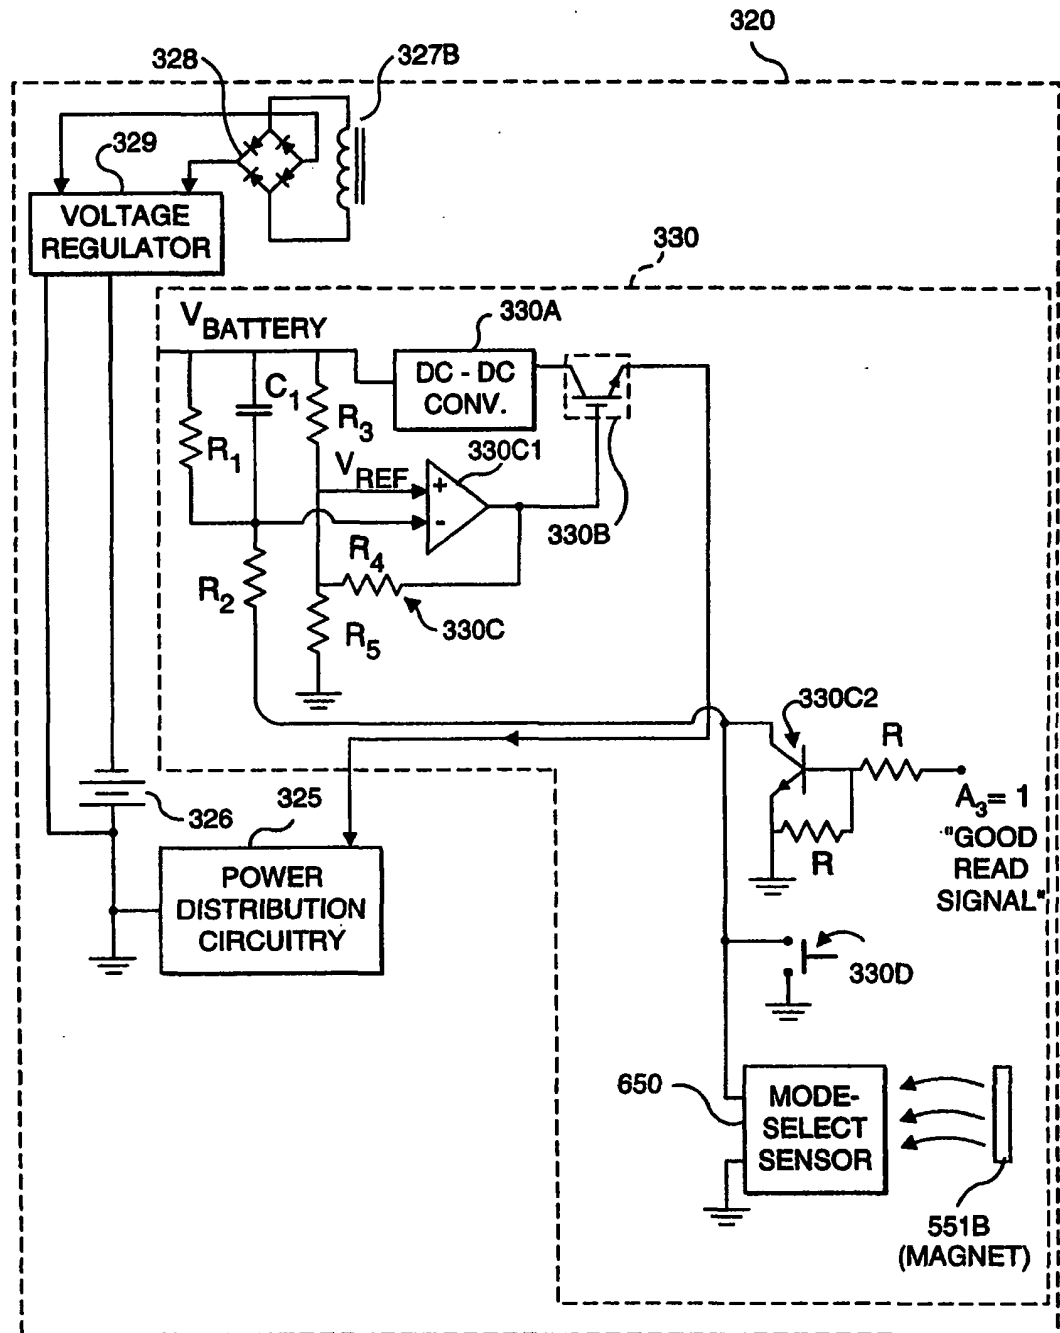 320
328
327B
329
VOLTAGE
REGULATOR
330
V BATTERY
330A
DC - DC
CONV.
C1
R3
R1
330C1
VREF
+
-
330B
R4
R2
330C
R5
330C2
R
A3= 1
"GOOD
READ
SIGNAL"
R
326
325
POWER
DISTRIBUTION
CIRCUITRY
330D
650
MODE-
SELECT
SENSOR
551B
(MAGNET)